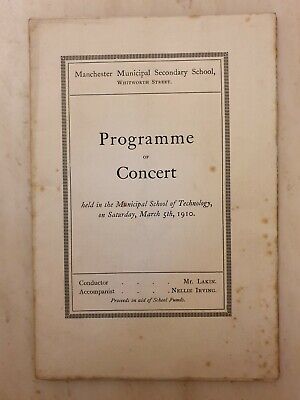 Manchester Municipal Secondary School,
Whitworth Street.
Programme
OF
Concert
held in the Municipal School of Technology,
on Saturday, March 5th, 1910.
Conductor . . . Mr. Lakin.
Accompanist . . . Nellie Irving.
Proceeds in aid of School Funds.